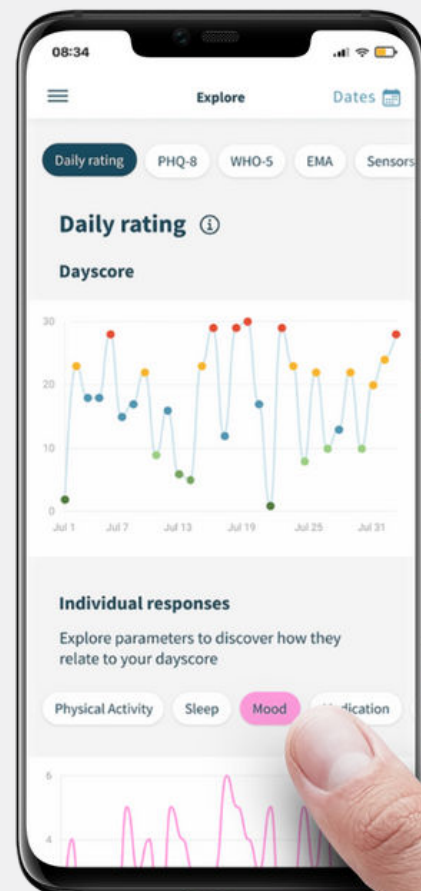 08:34
Explore
Dates
Daily rating
PHQ-8
WHO-5
EMA
Sensors
Daily rating
Dayscore
30
20
10
0
Jul 1
Jul 7
Jul 13
Jul 19
Jul 25
Jul 31
Individual responses
Explore parameters to discover how they
relate to your dayscore
Physical Activity
Sleep
Mood
6
4